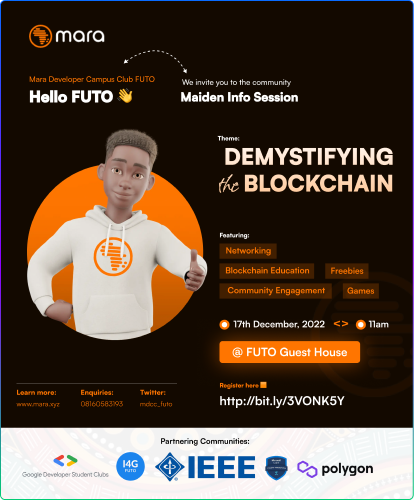 mara
Mara Developer Campus Club FUTO
Hello FUTO 👋
We invite you to the community
Maiden Info Session
Theme:
DEMYSTIFYING
the BLOCKCHAIN
Featuring:
Networking
Blockchain Education
Freebies
Community Engagement
Games
17th December, 2022 <> 11am
@ FUTO Guest House
Learn more:
www.mara.xyz
Enquiries:
08160583193
Twitter:
mdcc_futo
Register here
http://bit.ly/3VONK5Y
Partnering Communities:
Google Developer Student Clubs
I4G
FUTO
IEEE
polygon